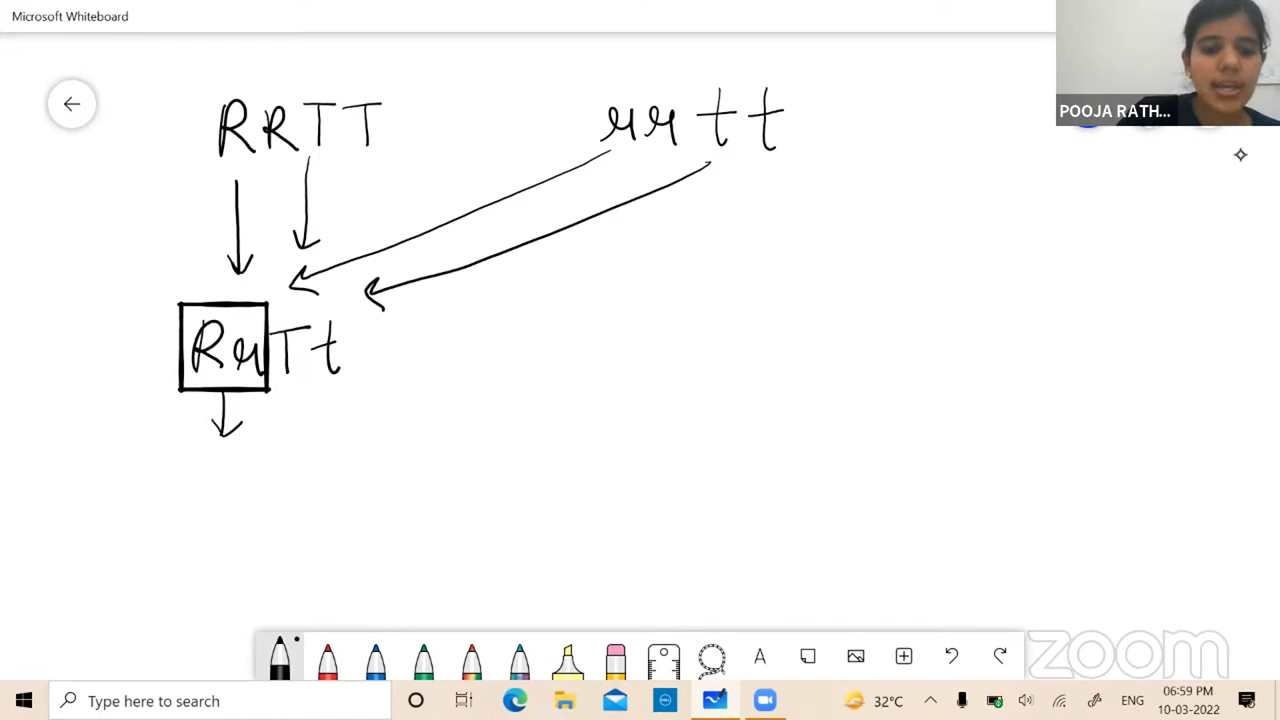 Microsoft Whiteboard
POOJA RATH...
RRTT rrtt
RrTt
A
zoom
Type here to search
32°C
ENG
06:59 PM
10-03-2022